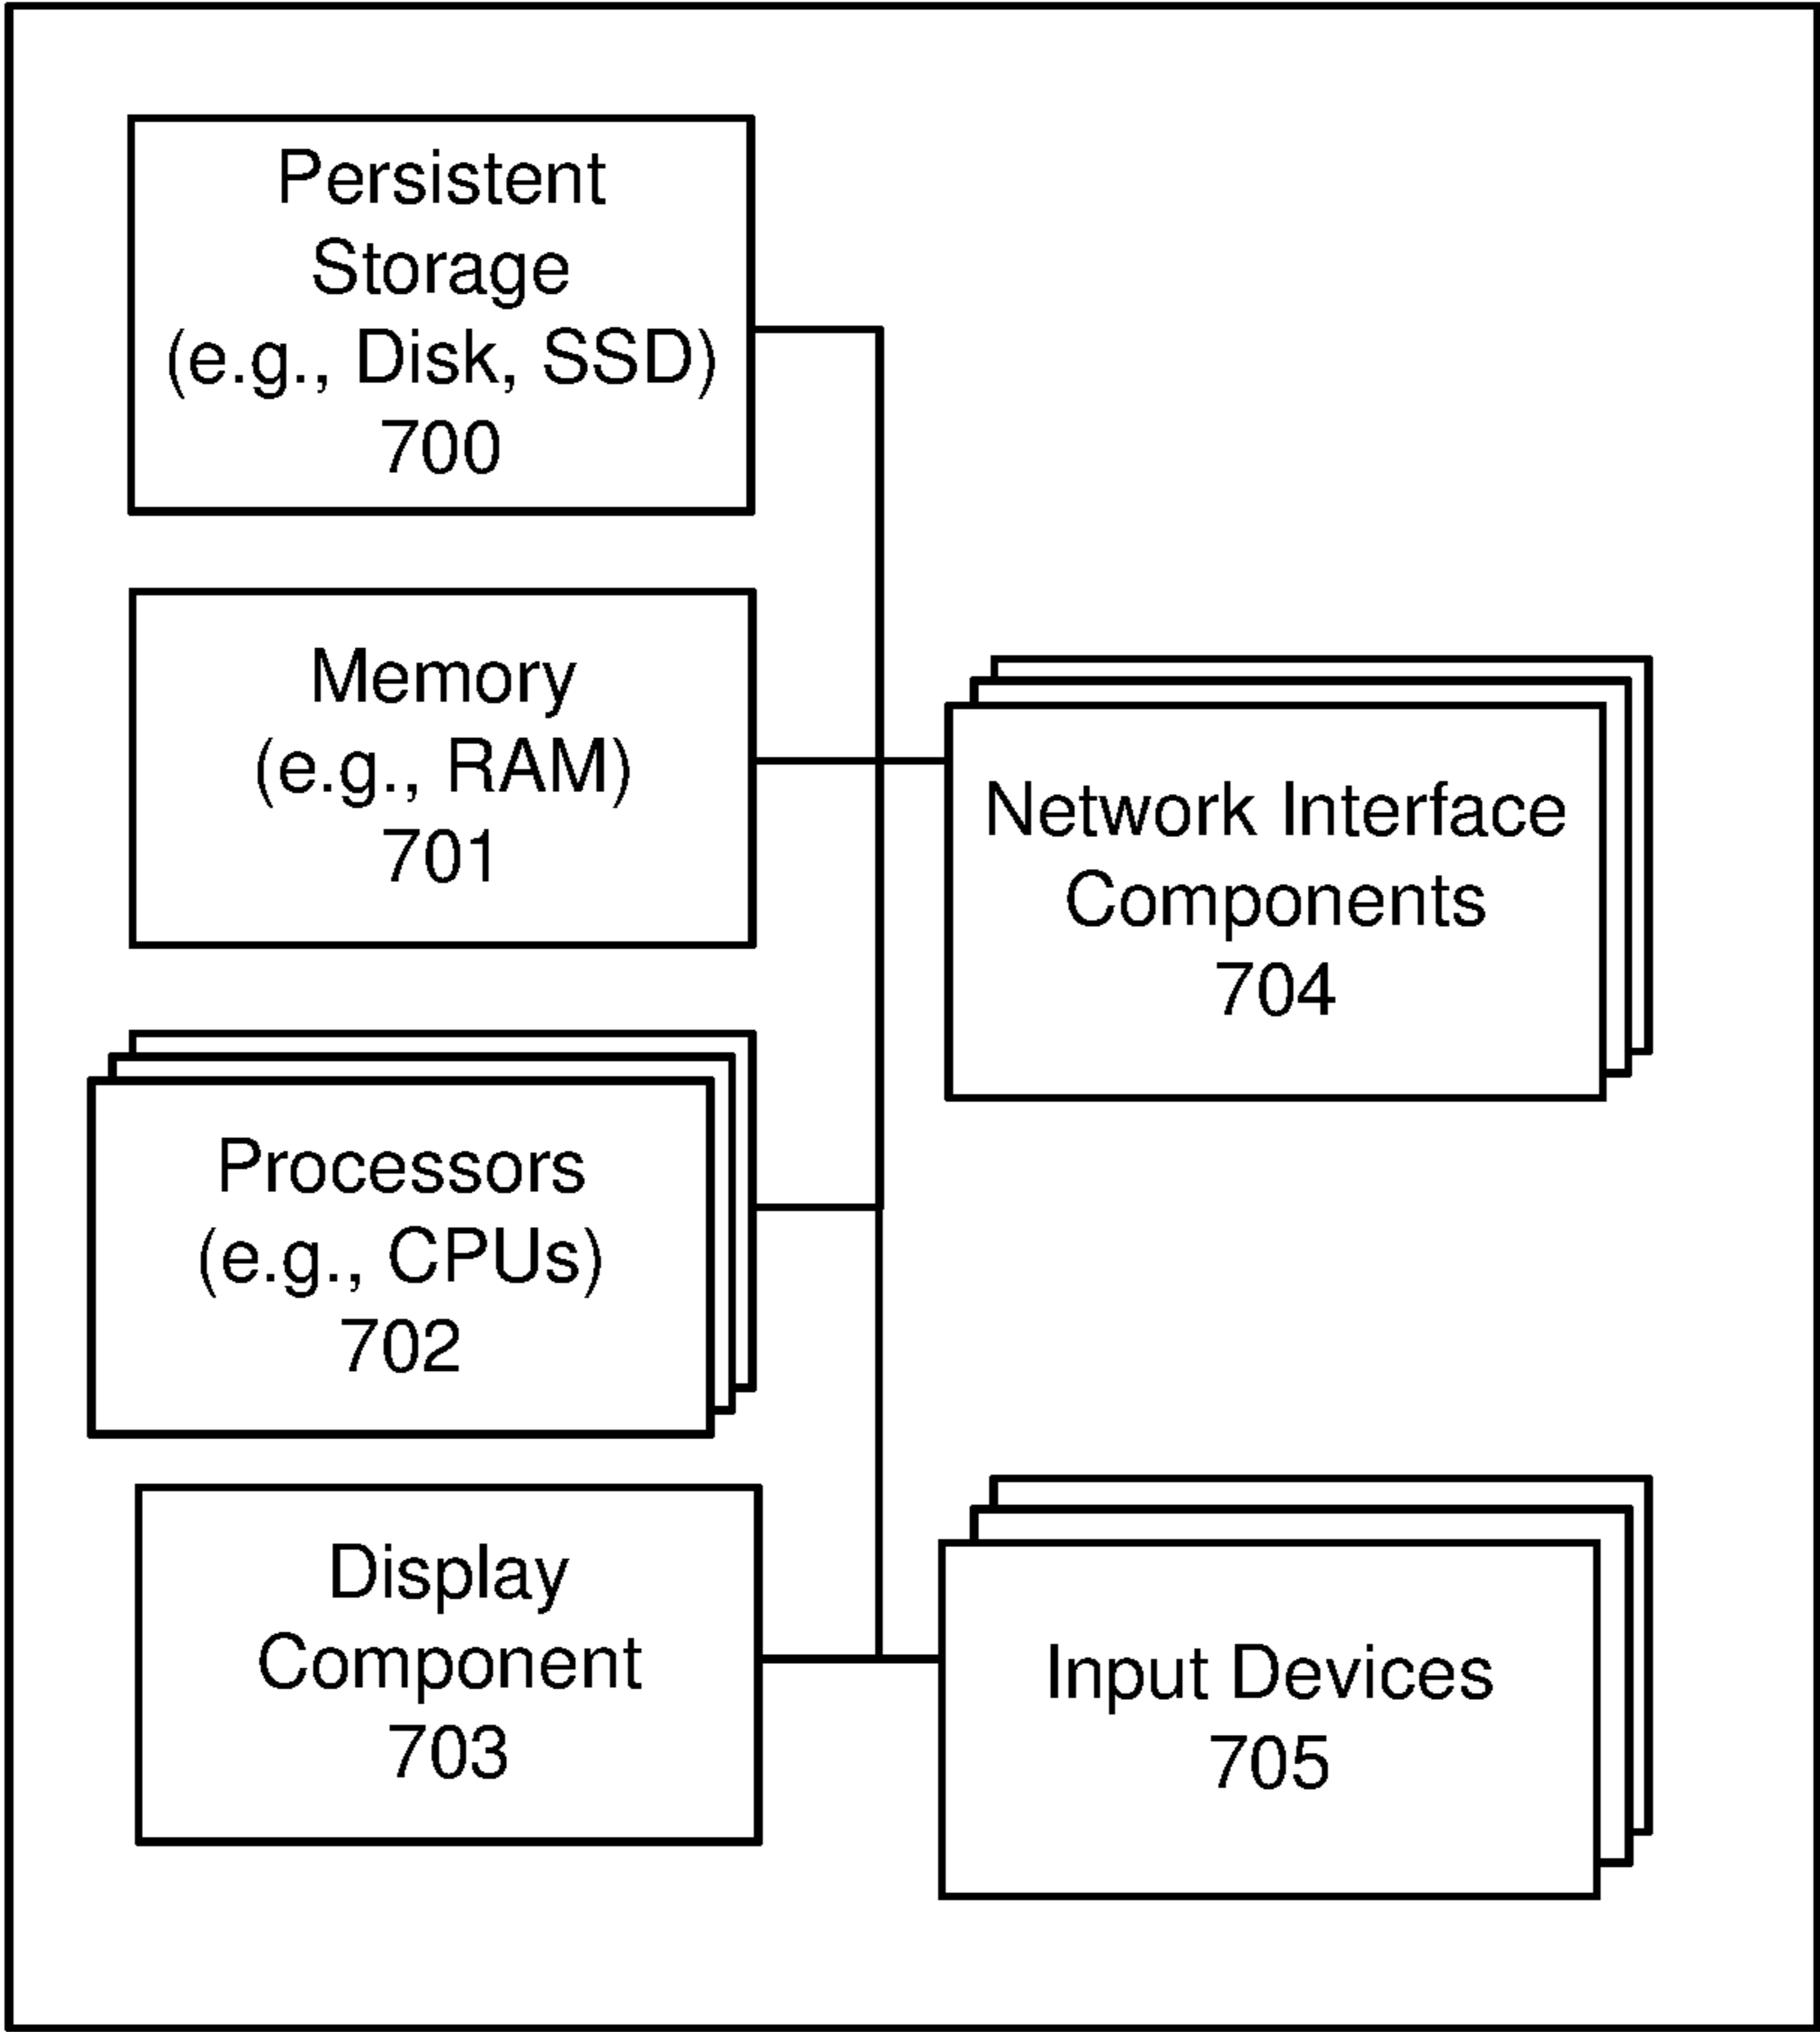 Persistent
Storage
(e.g., Disk, SSD)
700
Memory
(e.g., RAM)
701
Processors
(e.g., CPUs)
702
Display
Component
703
Network Interface
Components
704
Input Devices
705